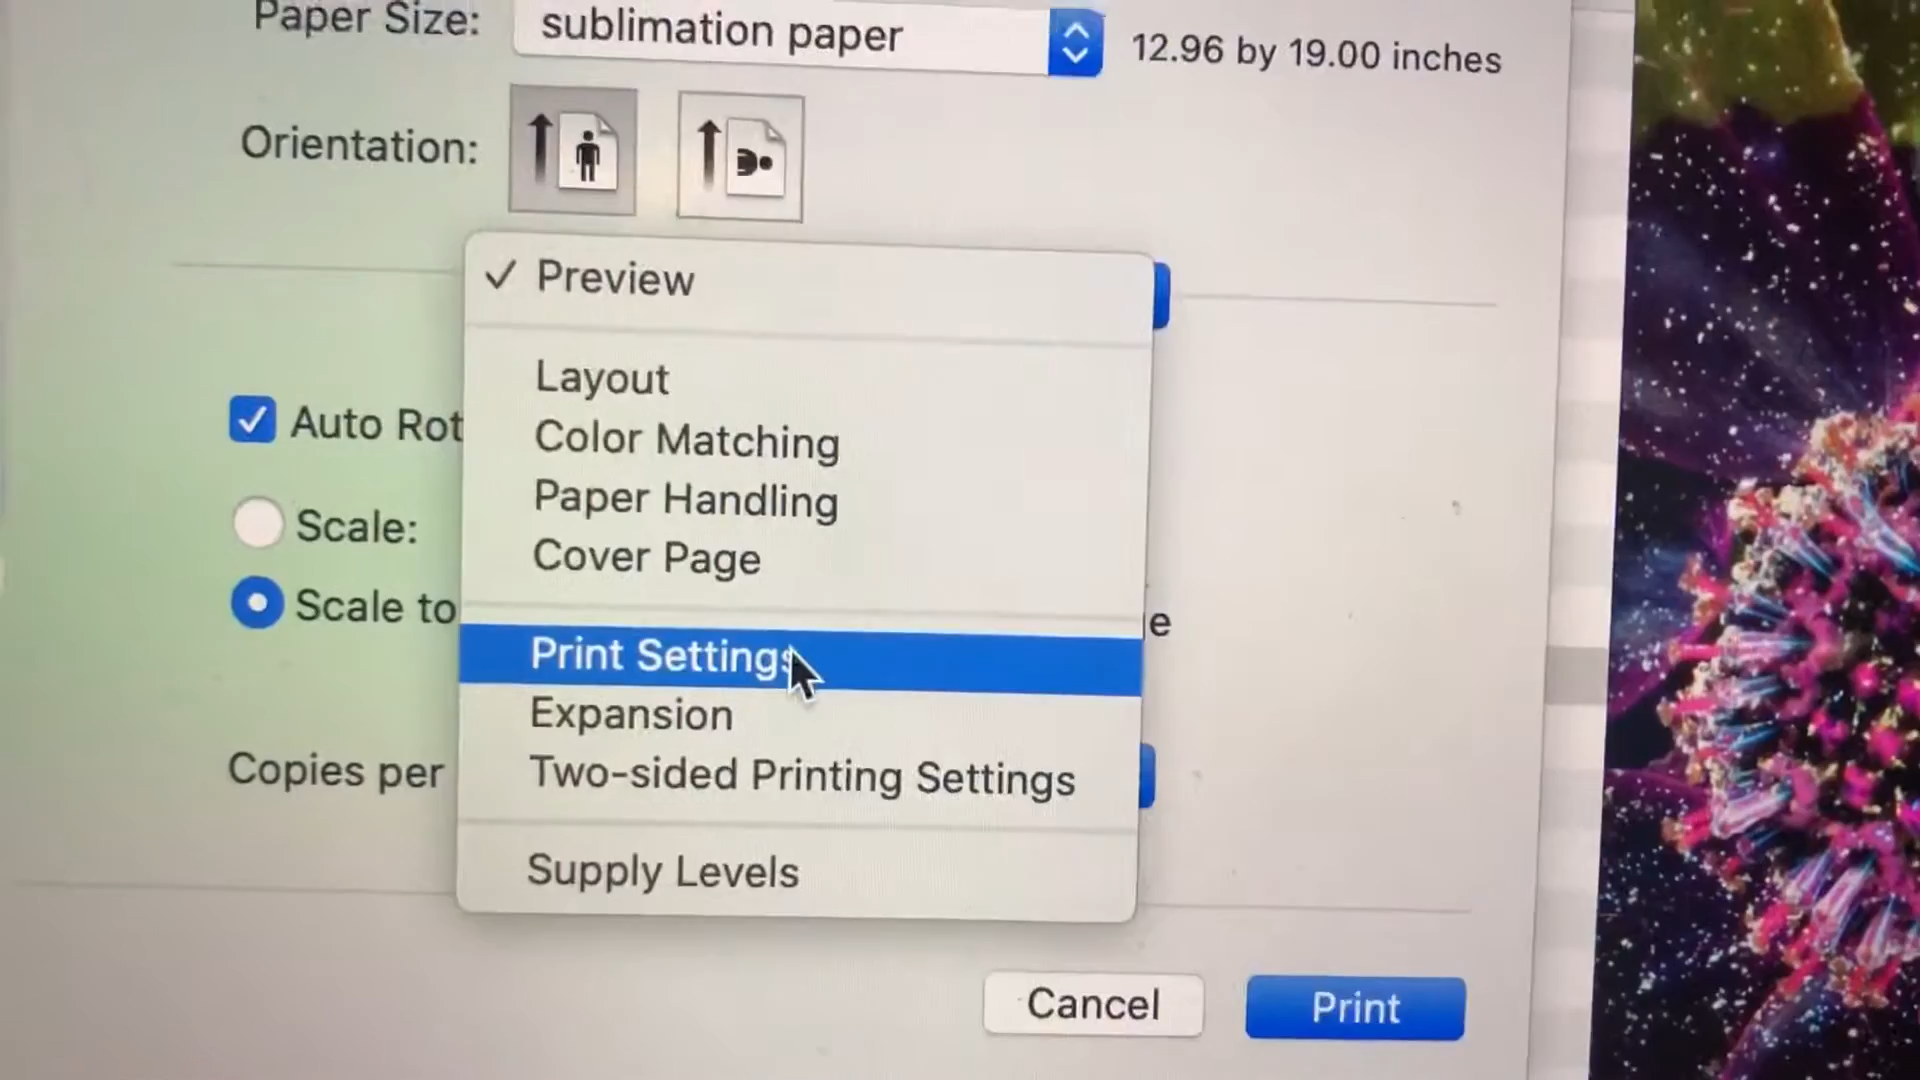 Paper Size: sublimation paper 12.96 by 19.00 inches
Orientation:
✓ Preview
Layout
Auto Rot
Color Matching
Paper Handling
Scale:
Cover Page
Scale to
e
Print Settings
Expansion
Copies per
Two-sided Printing Settings
Supply Levels
Cancel
Print